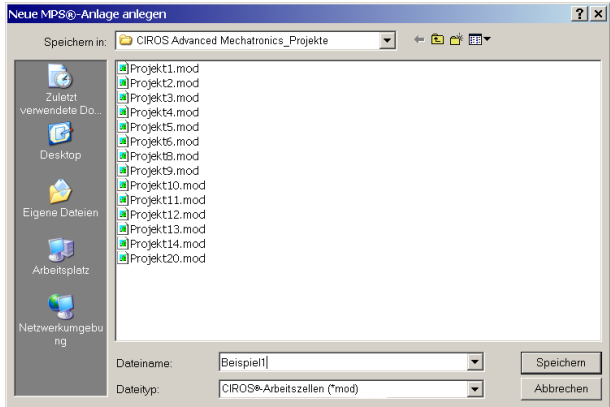 Neue MPS®-Anlage anlegen
Speichern in: CIROS Advanced Mechatronics_Projekte
Zuletzt
verwendete Do...
Desktop
Eigene Dateien
Arbeitsplatz
Netzwerkumgebu
ng
Projekt1.mod
Projekt2.mod
Projekt3.mod
Projekt4.mod
Projekt5.mod
Projekt6.mod
Projekt8.mod
Projekt9.mod
Projekt10.mod
Projekt11.mod
Projekt12.mod
Projekt13.mod
Projekt14.mod
Projekt20.mod
Dateiname: Beispiel1 Speichern
Dateityp: CIROS®-Arbeitszellen (*mod) Abbrechen